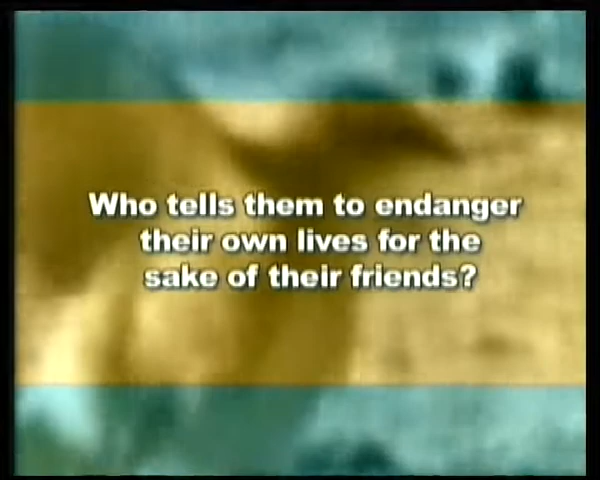 Who tells them to endanger
their own lives for the
sake of their friends?